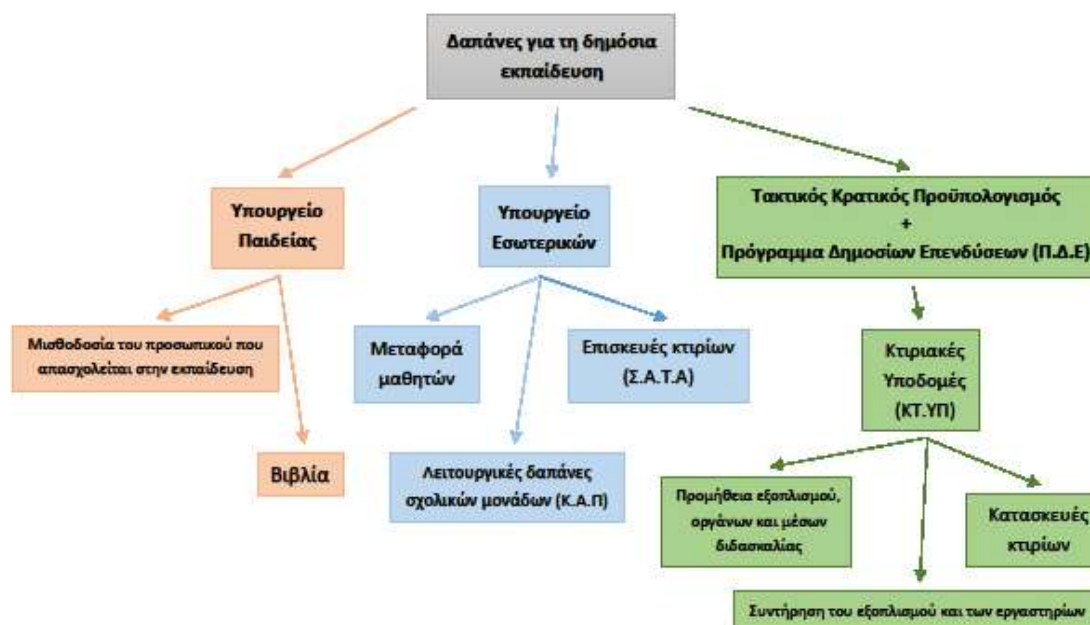 Δαπάνες για τη δημόσια
εκπαίδευση
Υπουργείο
Παιδείας
Υπουργείο
Εσωτερικών
Τακτικός Κρατικός Προϋπολογισμός
+
Πρόγραμμα Δημοσίων Επενδύσεων (Π.Δ.Ε)
Μισθοδοσία του προσωπικού που
απασχολείται στην εκπαίδευση
Μεταφορά
μαθητών
Επισκευές κτιρίων
(Σ.Α.Τ.Α)
Κτιριακές
Υποδομές
(ΚΤ.ΥΠ)
Βιβλία
Λειτουργικές δαπάνες
σχολικών μονάδων (Κ.Α.Π)
Προμήθεια εξοπλισμού,
οργάνων και μέσων
διδασκαλίας
Κατασκευές
κτιρίων
Συντήρηση του εξοπλισμού και των εργαστηρίων